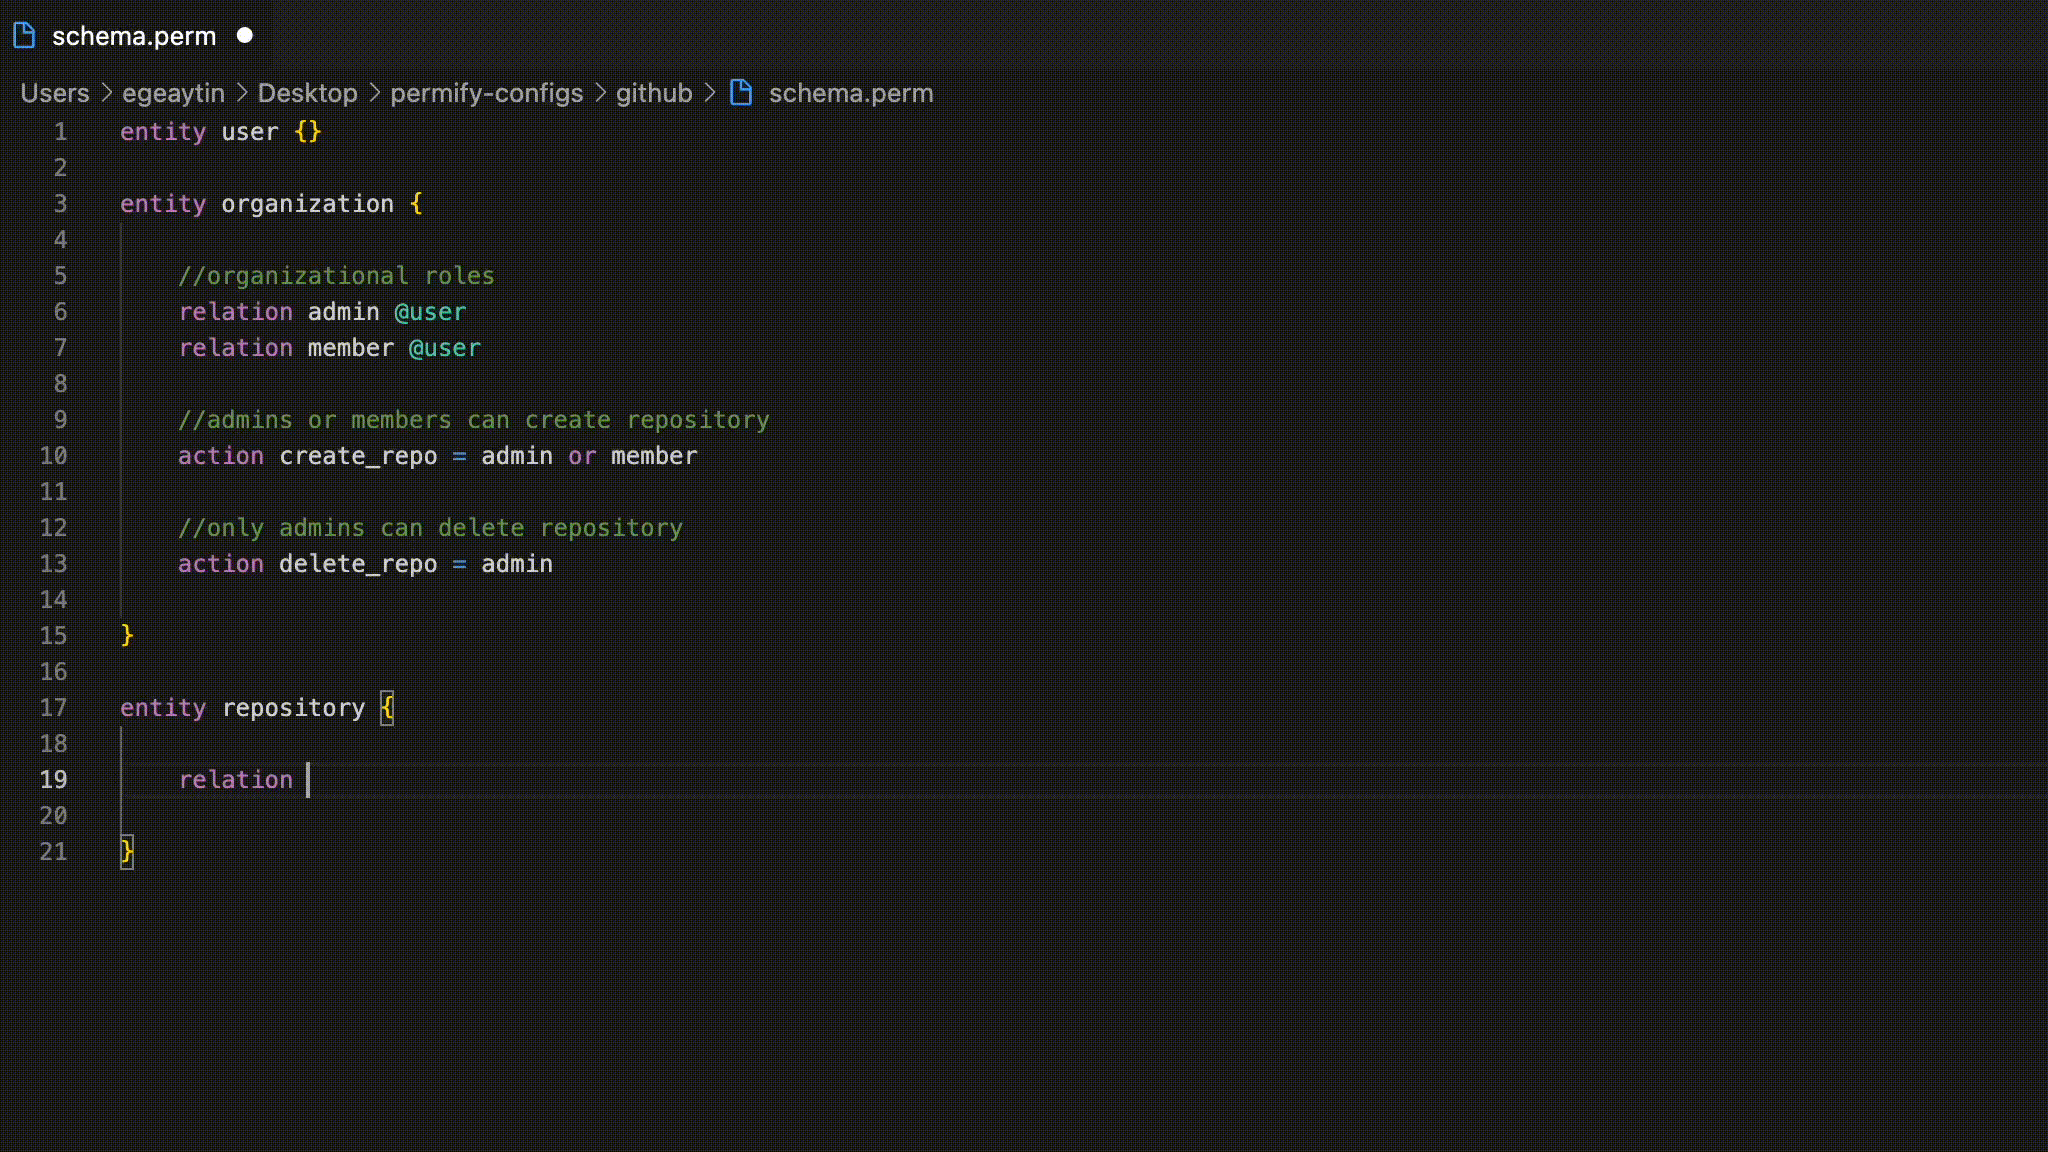 schema.perm
Users > egeaytin > Desktop > permify-configs > github > schema.perm
1 entity user {}
2
3 entity organization {
4
5 //organizational roles
6 relation admin @user
7 relation member @user
8
9 //admins or members can create repository
10 action create_repo = admin or member
11
12 //only admins can delete repository
13 action delete_repo = admin
14
15 }
16
17 entity repository {
18
19 relation
20
21 }